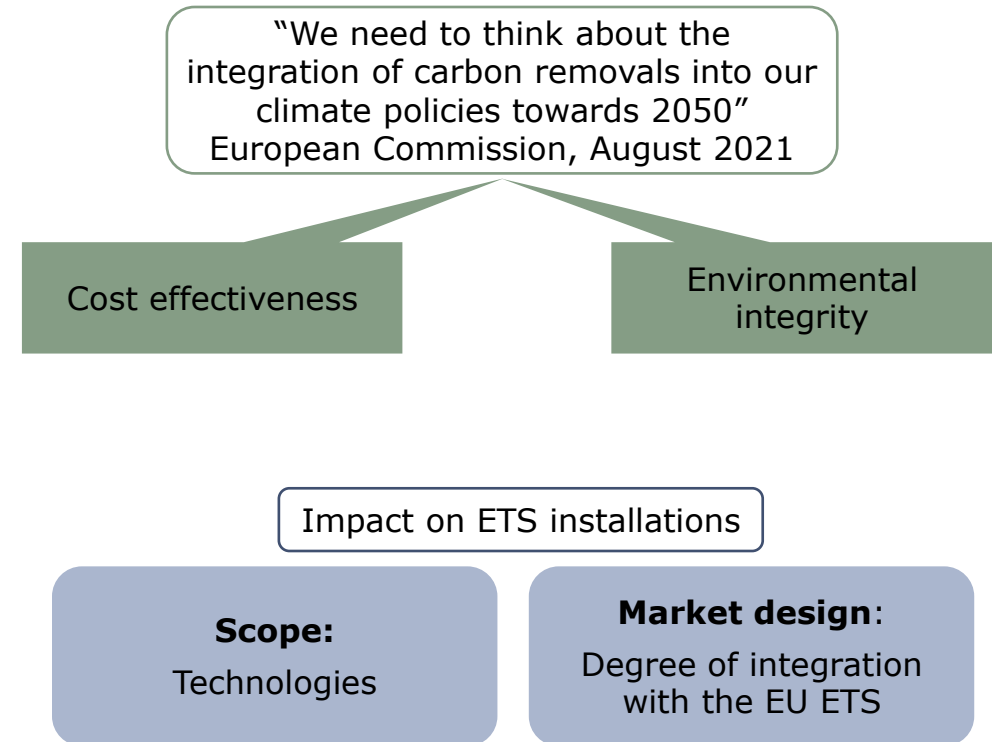 “We need to think about the
integration of carbon removals into our
climate policies towards 2050”
European Commission, August 2021
Cost effectiveness
Environmental
integrity
Impact on ETS installations
Scope:
Technologies
Market design:
Degree of integration
with the EU ETS